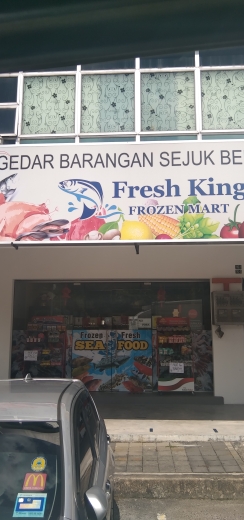 GEDAR BARANGAN SEJUK BE
Fresh King
FROZEN MART
Frozen Fresh
SEA FOOD